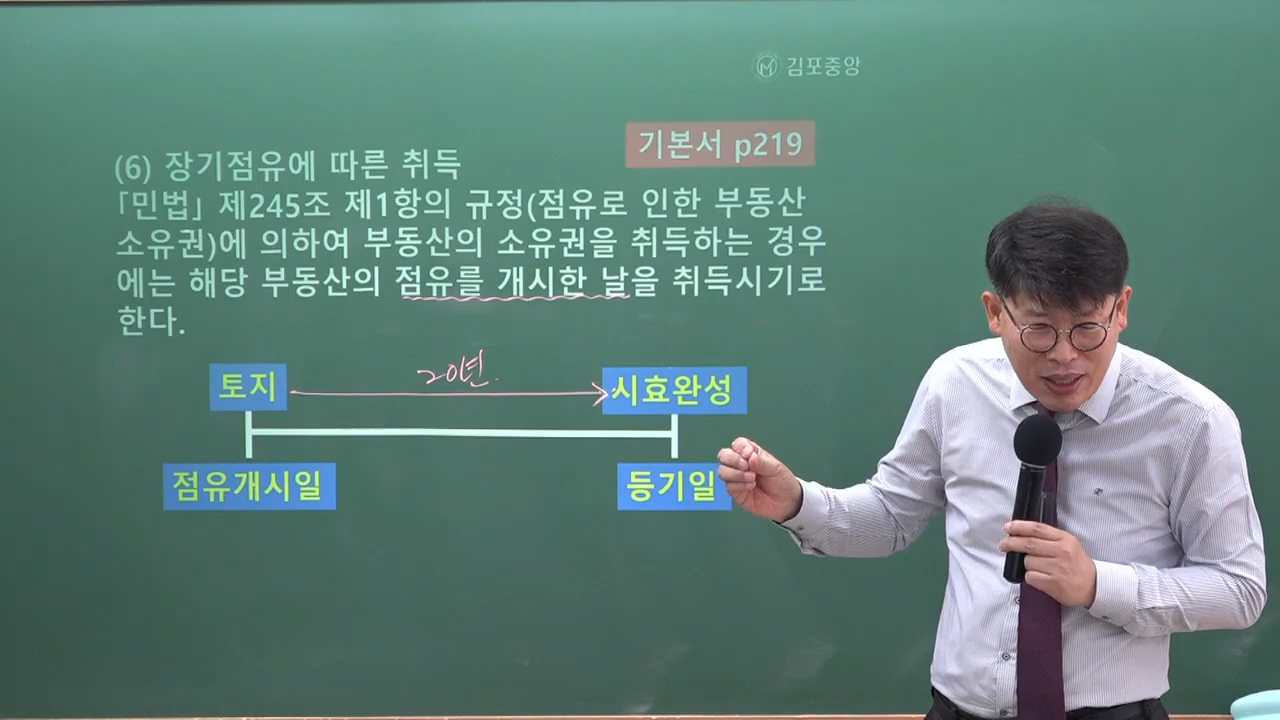 김포중앙
기본서 p219
(6) 장기점유에 따른 취득
「민법」 제245조 제1항의 규정(점유로 인한 부동산
소유권)에 의하여 부동산의 소유권을 취득하는 경우
에는 해당 부동산의 점유를 개시한 날을 취득시기로
한다.
20년
토지
시효완성
점유개시일
등기일